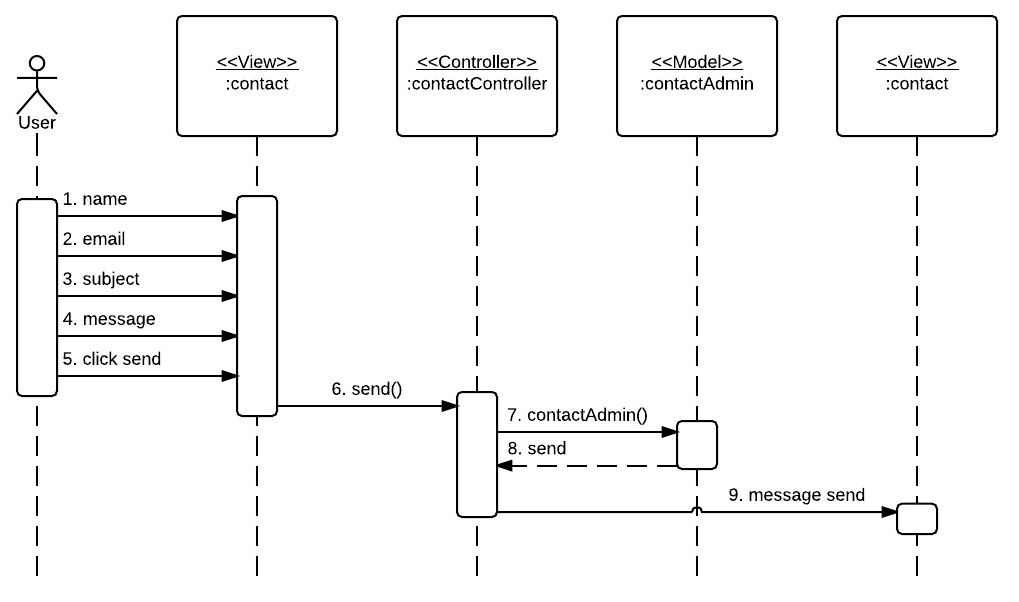 <<View>>
:contact
<<Controller>>
:contactController
<<Model>>
:contactAdmin
<<View>>
:contact
User
1. name
2. email
3. subject
4. message
5. click send
6. send()
7. contactAdmin()
8. send
9. message send